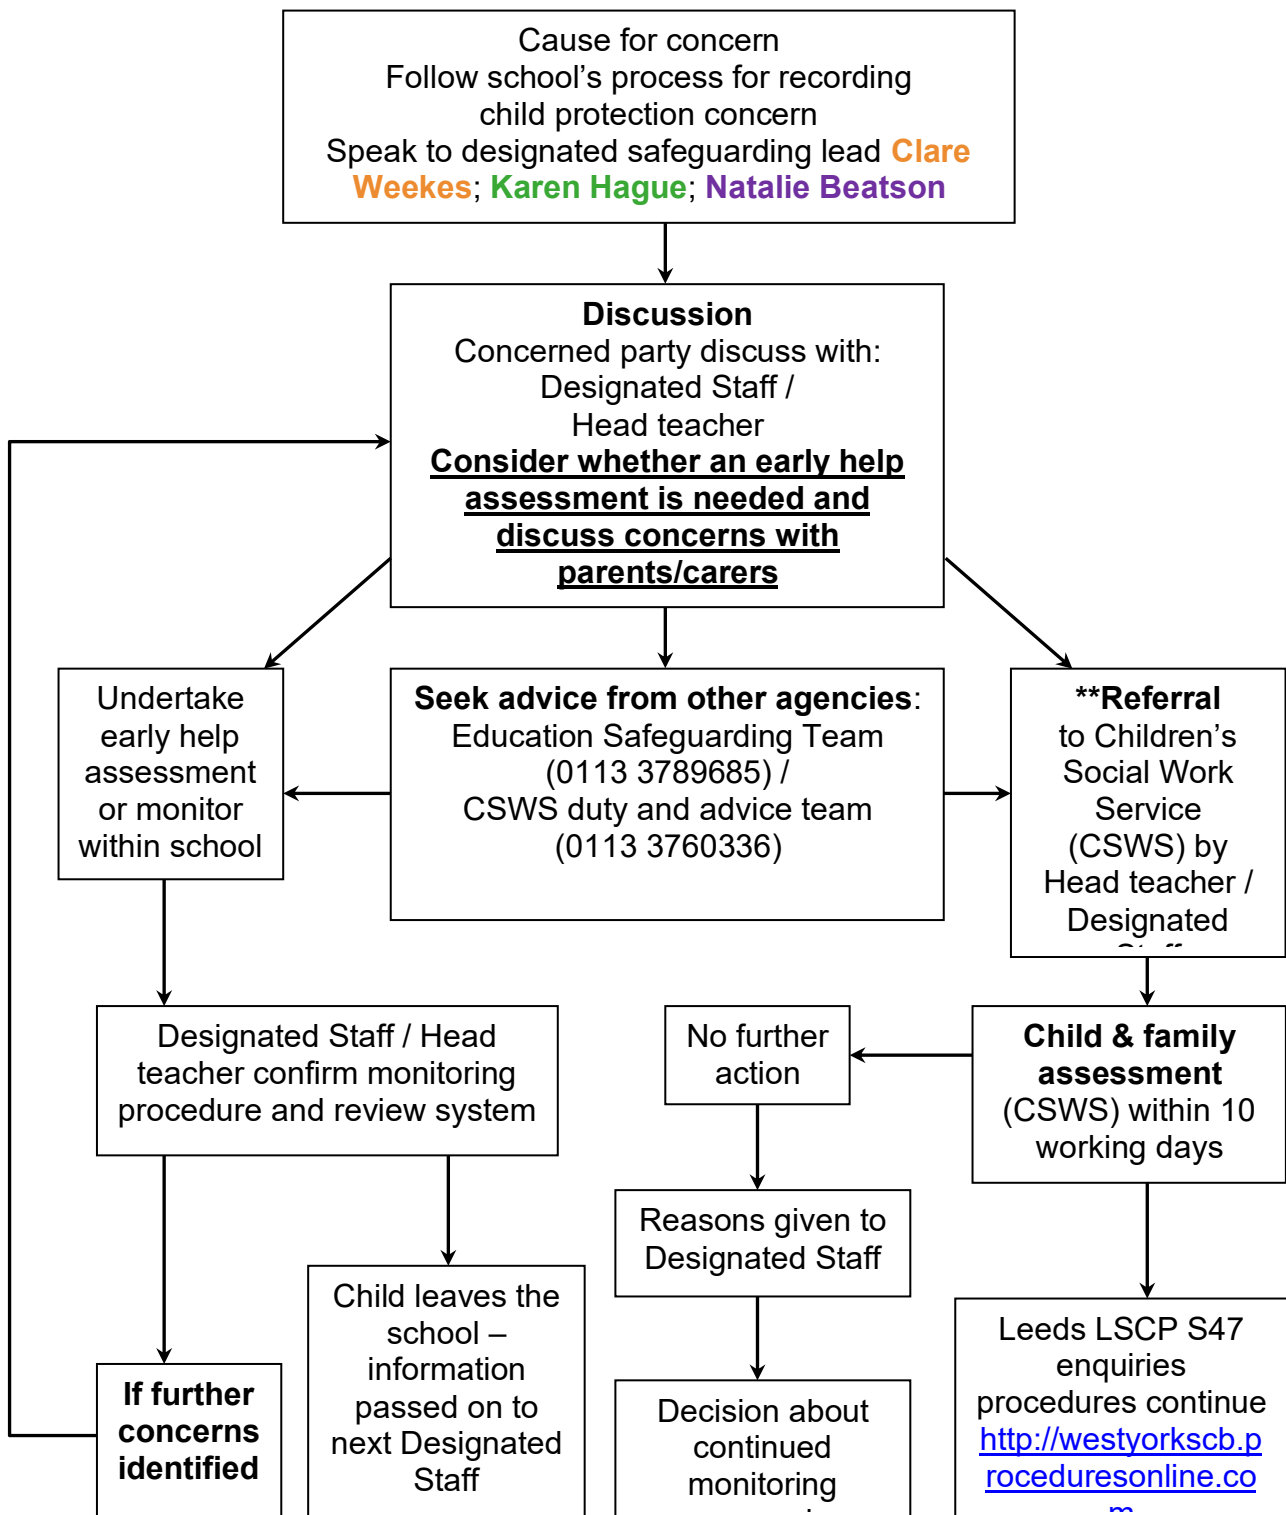 Cause for concern
Follow school’s process for recording
child protection concern
Speak to designated safeguarding lead Clare
Weekes; Karen Hague; Natalie Beatson
Discussion
Concerned party discuss with:
Designated Staff /
Head teacher
Consider whether an early help
assessment is needed and
discuss concerns with
parents/carers
Undertake
early help
assessment
or monitor
within school
Seek advice from other agencies:
Education Safeguarding Team
(0113 3789685) /
CSWS duty and advice team
(0113 3760336)
**Referral
to Children’s
Social Work
Service
(CSWS) by
Head teacher /
Designated
Designated Staff / Head
teacher confirm monitoring
procedure and review system
No further
action
Child & family
assessment
(CSWS) within 10
working days
Reasons given to
Designated Staff
Child leaves the
school –
information
passed on to
next Designated
Staff
If further
concerns
identified
Decision about
continued
monitoring
Leeds LSCP S47
enquiries
procedures continue
http://westyorkscb.p
roceduresonline.co
m